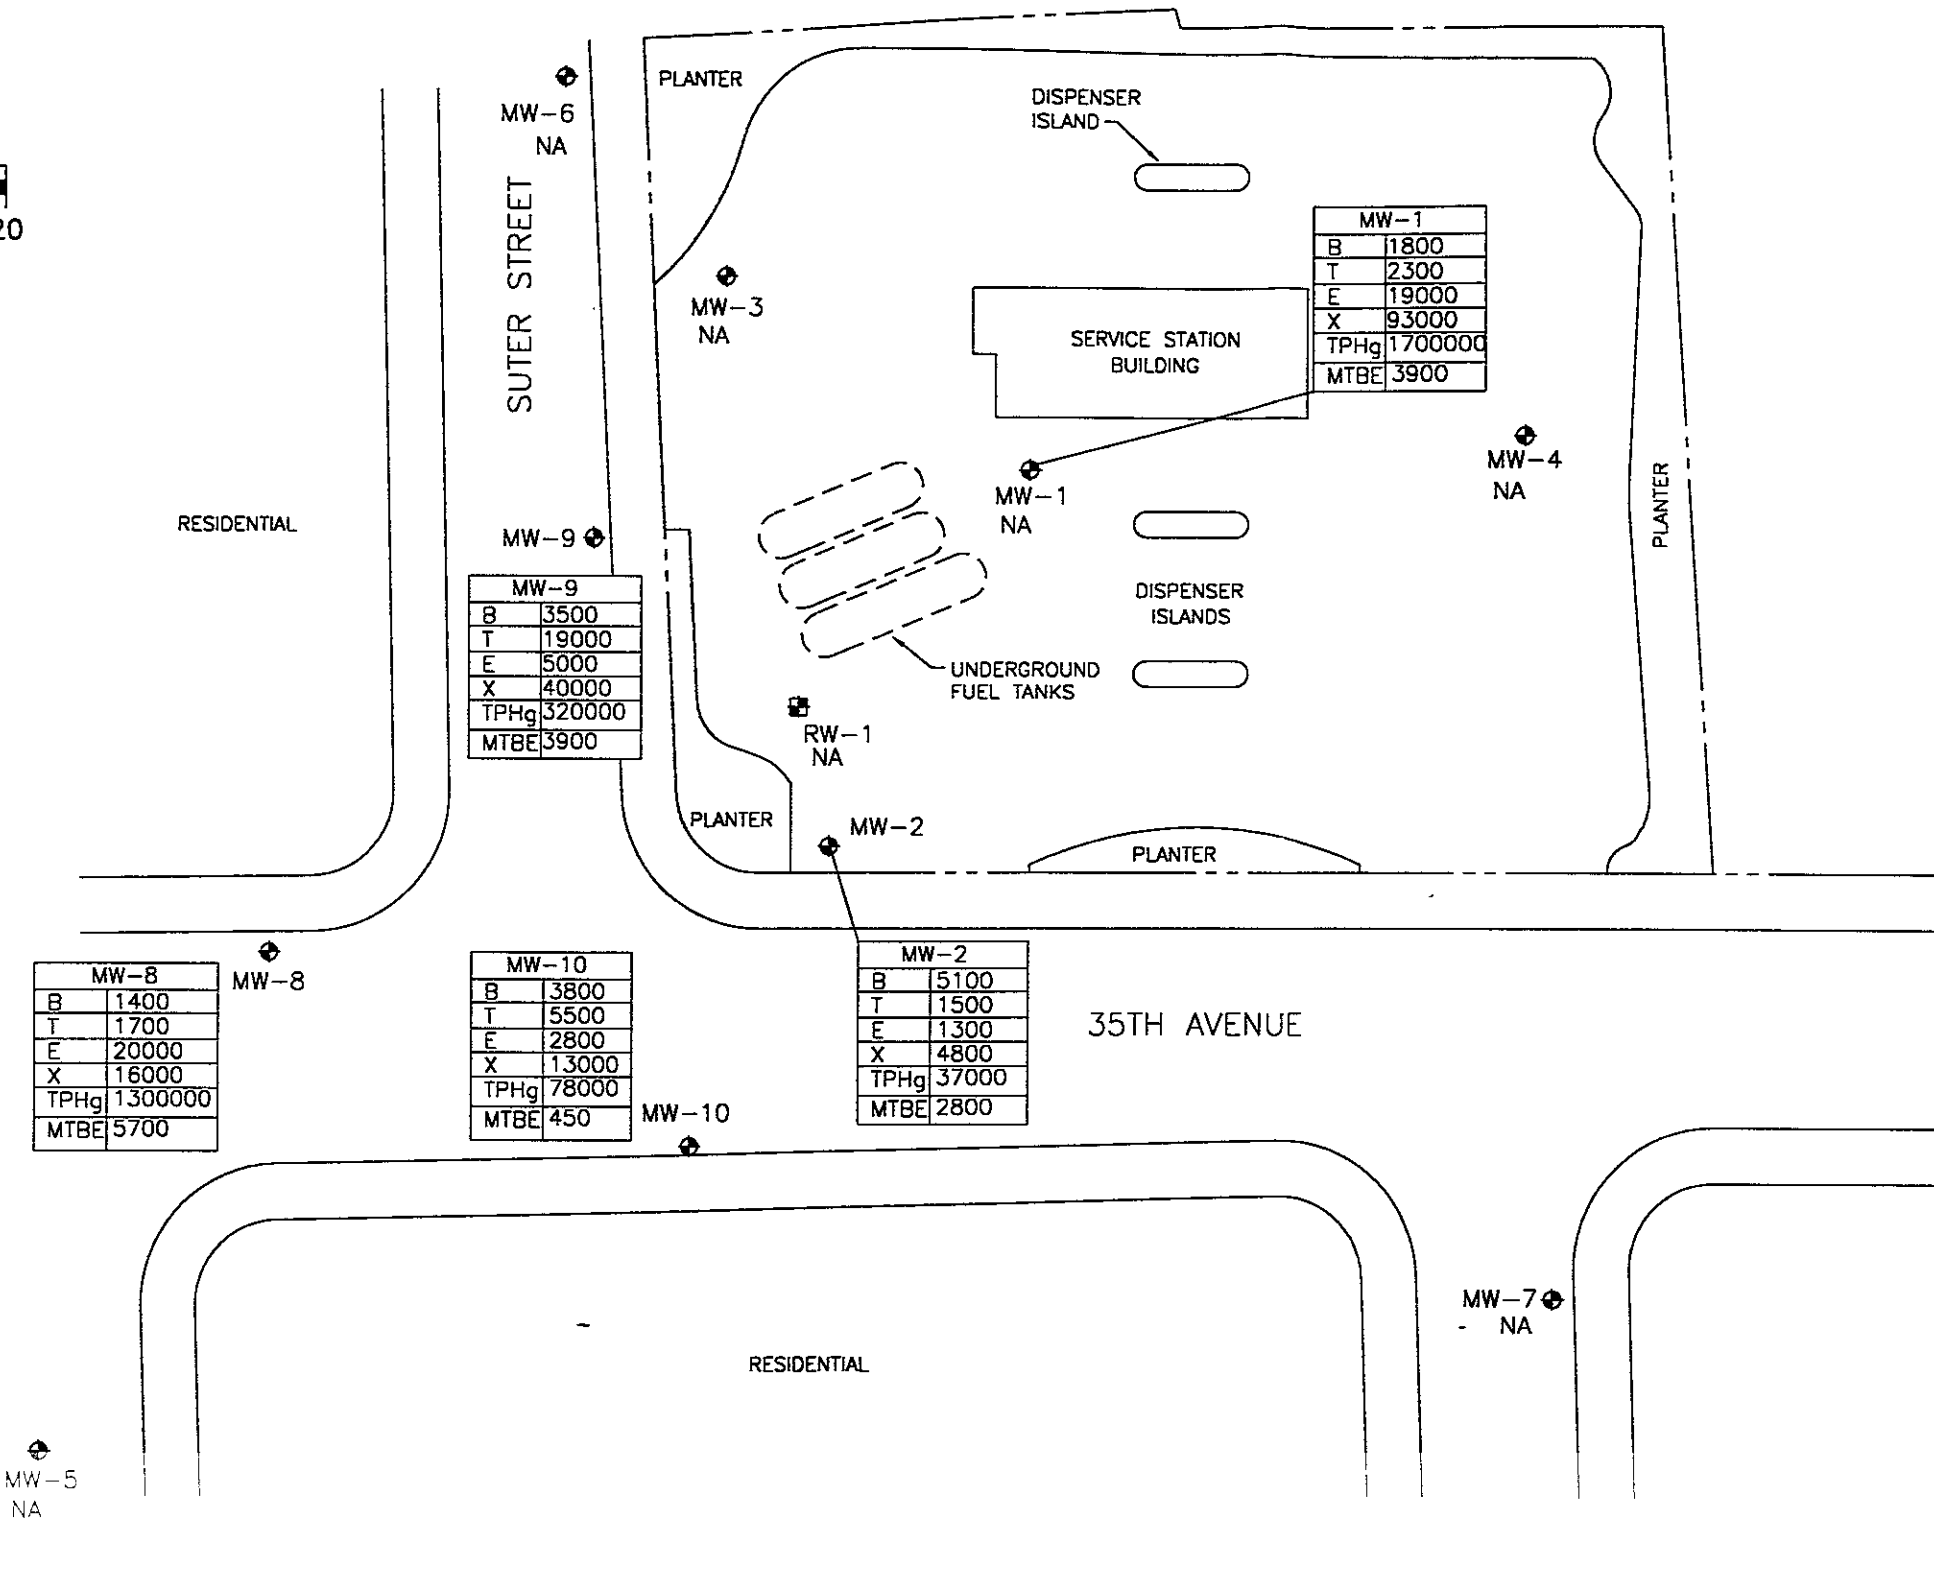 PLANTER
MW-6
NA
DISPENSER
ISLAND
20
SUTER STREET
MW-3
NA
MW-1
B 1800
T 2300
E 19000
X 93000
TPHg 1700000
MTBE 3900
SERVICE STATION
BUILDING
MW-4
NA
MW-1
NA
PLANTER
RESIDENTIAL
MW-9
MW-9
B 3500
T 19000
E 5000
X 40000
TPHg 320000
MTBE 3900
DISPENSER
ISLANDS
UNDERGROUND
FUEL TANKS
RW-1
NA
PLANTER
MW-2
PLANTER
MW-8
MW-8
B 1400
T 1700
E 20000
X 16000
TPHg 1300000
MTBE 5700
MW-10
B 3800
T 5500
E 2800
X 13000
TPHg 78000
MTBE 450
MW-10
MW-2
B 5100
T 1500
E 1300
X 4800
TPHg 37000
MTBE 2800
35TH AVENUE
MW-7
NA
RESIDENTIAL
MW-5
NA